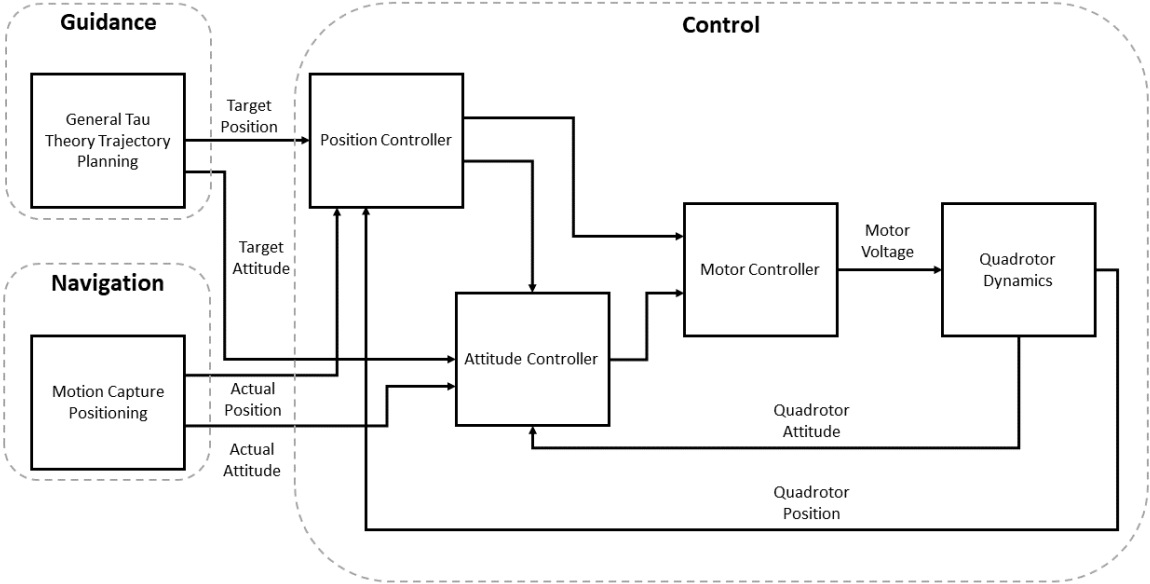 Guidance
General Tau
Theory Trajectory
Planning
Target
Position
Target
Attitude
Navigation
Motion Capture
Positioning
Actual
Position
Actual
Attitude
Control
Position Controller
Attitude Controller
Motor Controller
Motor
Voltage
Quadrotor
Dynamics
Quadrotor
Attitude
Quadrotor
Position